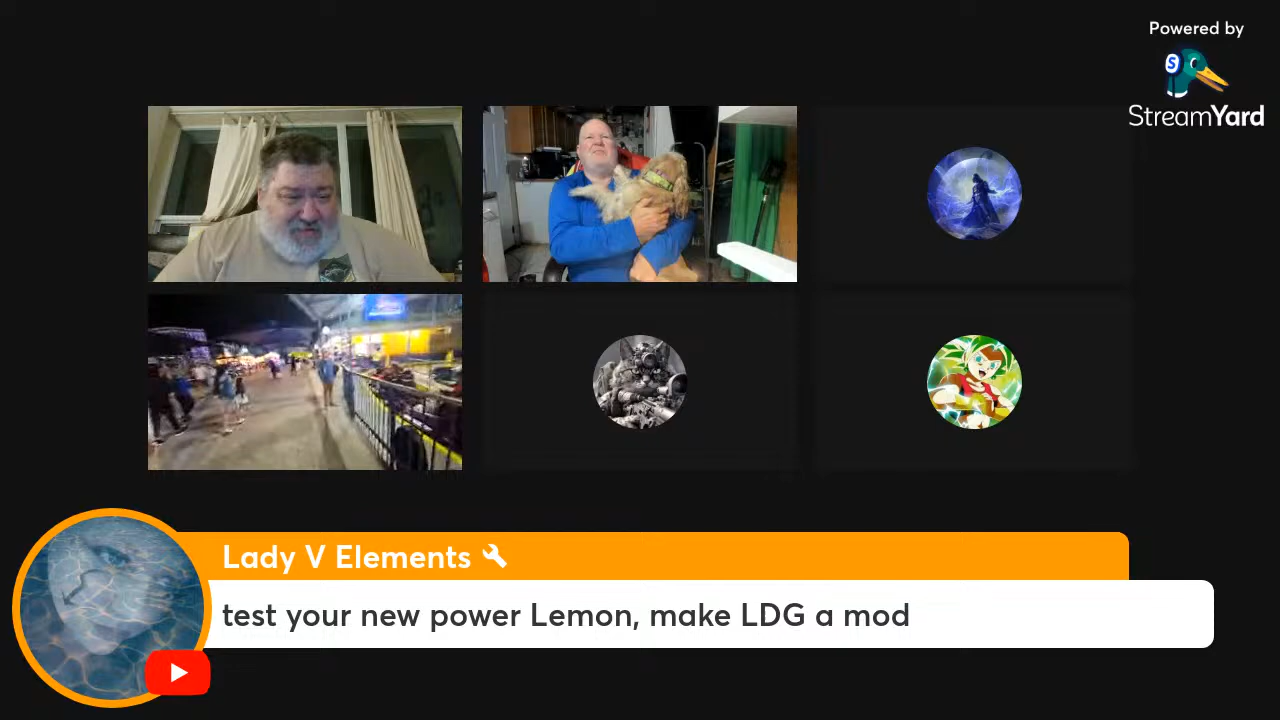 Powered by
S
StreamYard
Lady V Elements
test your new power Lemon, make LDG a mod